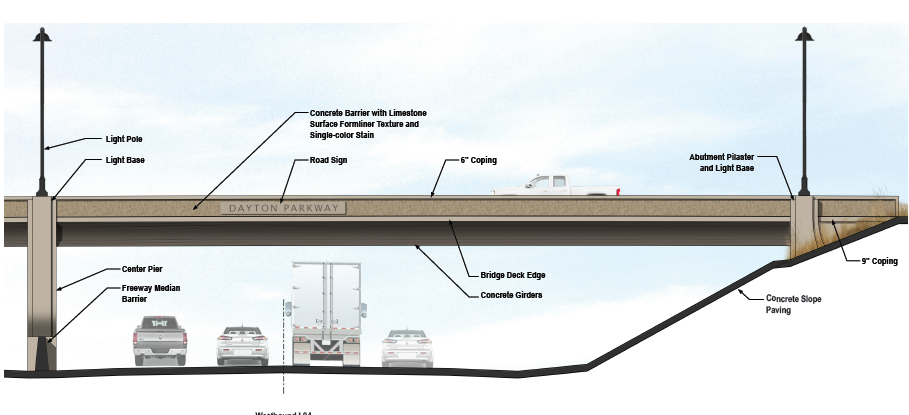 Concrete Barrier with Limestone
Surface Formliner Texture and
Single-color Stain
Light Pole
Light Base
Road Sign
6" Coping
Abutment Pilaster
and Light Base
DAYTON PARKWAY
Center Pier
Freeway Median
Barrier
Bridge Deck Edge
Concrete Girders
9" Coping
Concrete Slope
Paving